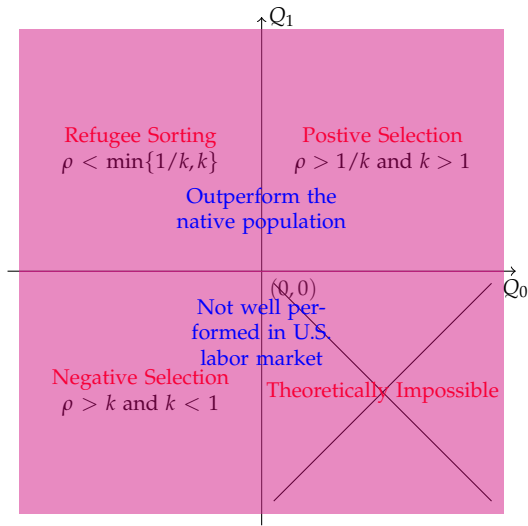 Q₁
Refugee Sorting
ρ < min{1/k, k}
Postive Selection
ρ > 1/k and k > 1
Outperform the
native population
(0, 0)
Q₀
Not well per-
formed in U.S.
labor market
Negative Selection
ρ > k and k < 1
Theoretically Impossible